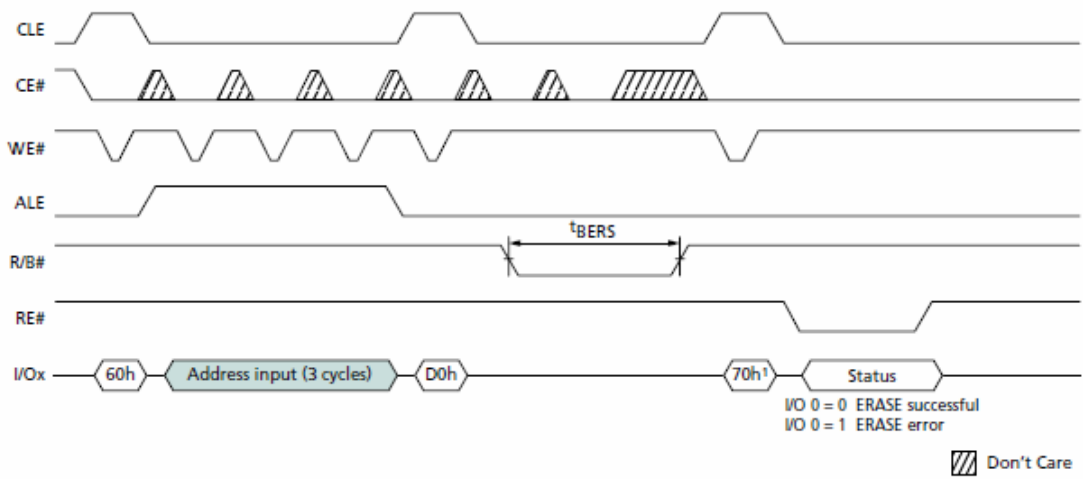 CLE
CE#
WE#
ALE
tBERS
R/B#
RE#
I/Ox
60h
Address input (3 cycles)
D0h
70h1
Status
I/O 0 = 0 ERASE successful
I/O 0 = 1 ERASE error
Don't Care